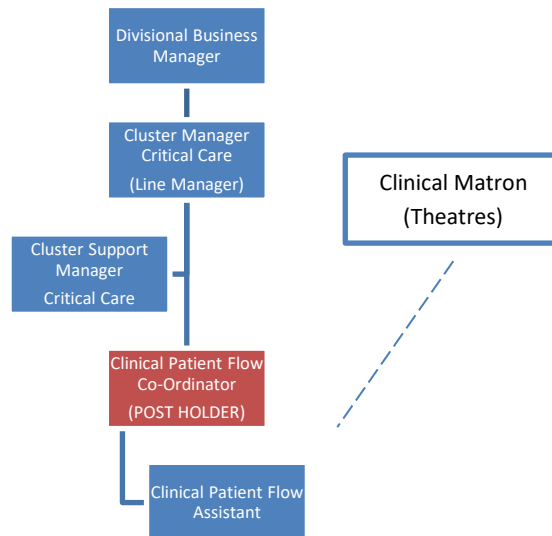 Divisional Business
Manager
Cluster Manager
Critical Care
(Line Manager)
Clinical Matron
(Theatres)
Cluster Support
Manager
Critical Care
Clinical Patient Flow
Co-Ordinator
(POST HOLDER)
Clinical Patient Flow
Assistant